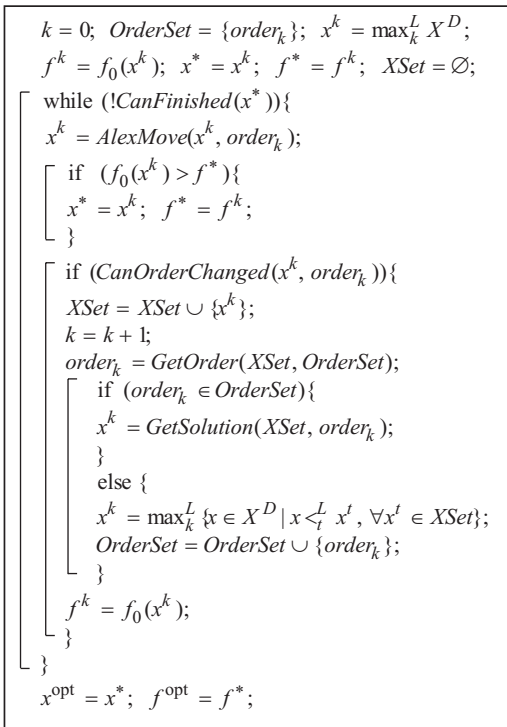 k = 0; OrderSet = {order_k}; x^k = max_k^L X^D;
f^k = f_0(x^k); x^* = x^k; f^* = f^k; XSet = ∅;
while (!CanFinished(x^*)){
x^k = AlexMove(x^k, order_k);
if (f_0(x^k) > f^*){
x^* = x^k; f^* = f^k;
}
if (CanOrderChanged(x^k, order_k)){
XSet = XSet ∪ {x^k};
k = k + 1;
order_k = GetOrder(XSet, OrderSet);
if (order_k ∈ OrderSet){
x^k = GetSolution(XSet, order_k);
}
else {
x^k = max_k^L {x ∈ X^D | x <_t^L x^t, ∀x^t ∈ XSet};
OrderSet = OrderSet ∪ {order_k};
}
f^k = f_0(x^k);
}
}
x^opt = x^*; f^opt = f^*;